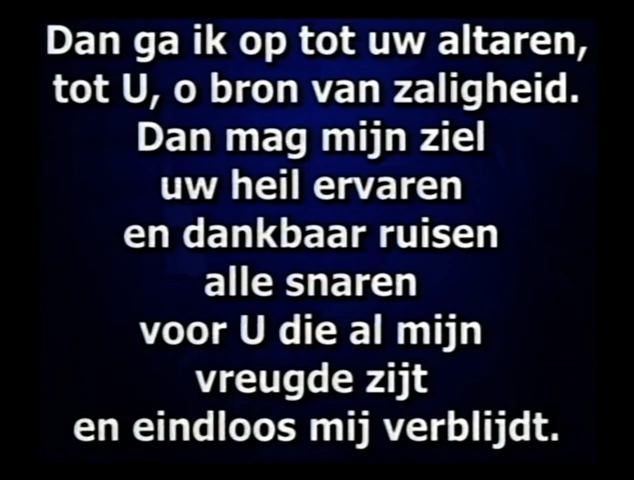 Dan ga ik op tot uw altaren,
tot U, o bron van zaligheid.
Dan mag mijn ziel
uw heil ervaren
en dankbaar ruisen
alle snaren
voor U die al mijn
vreugde zijt
en eindloos mij verblijdt.